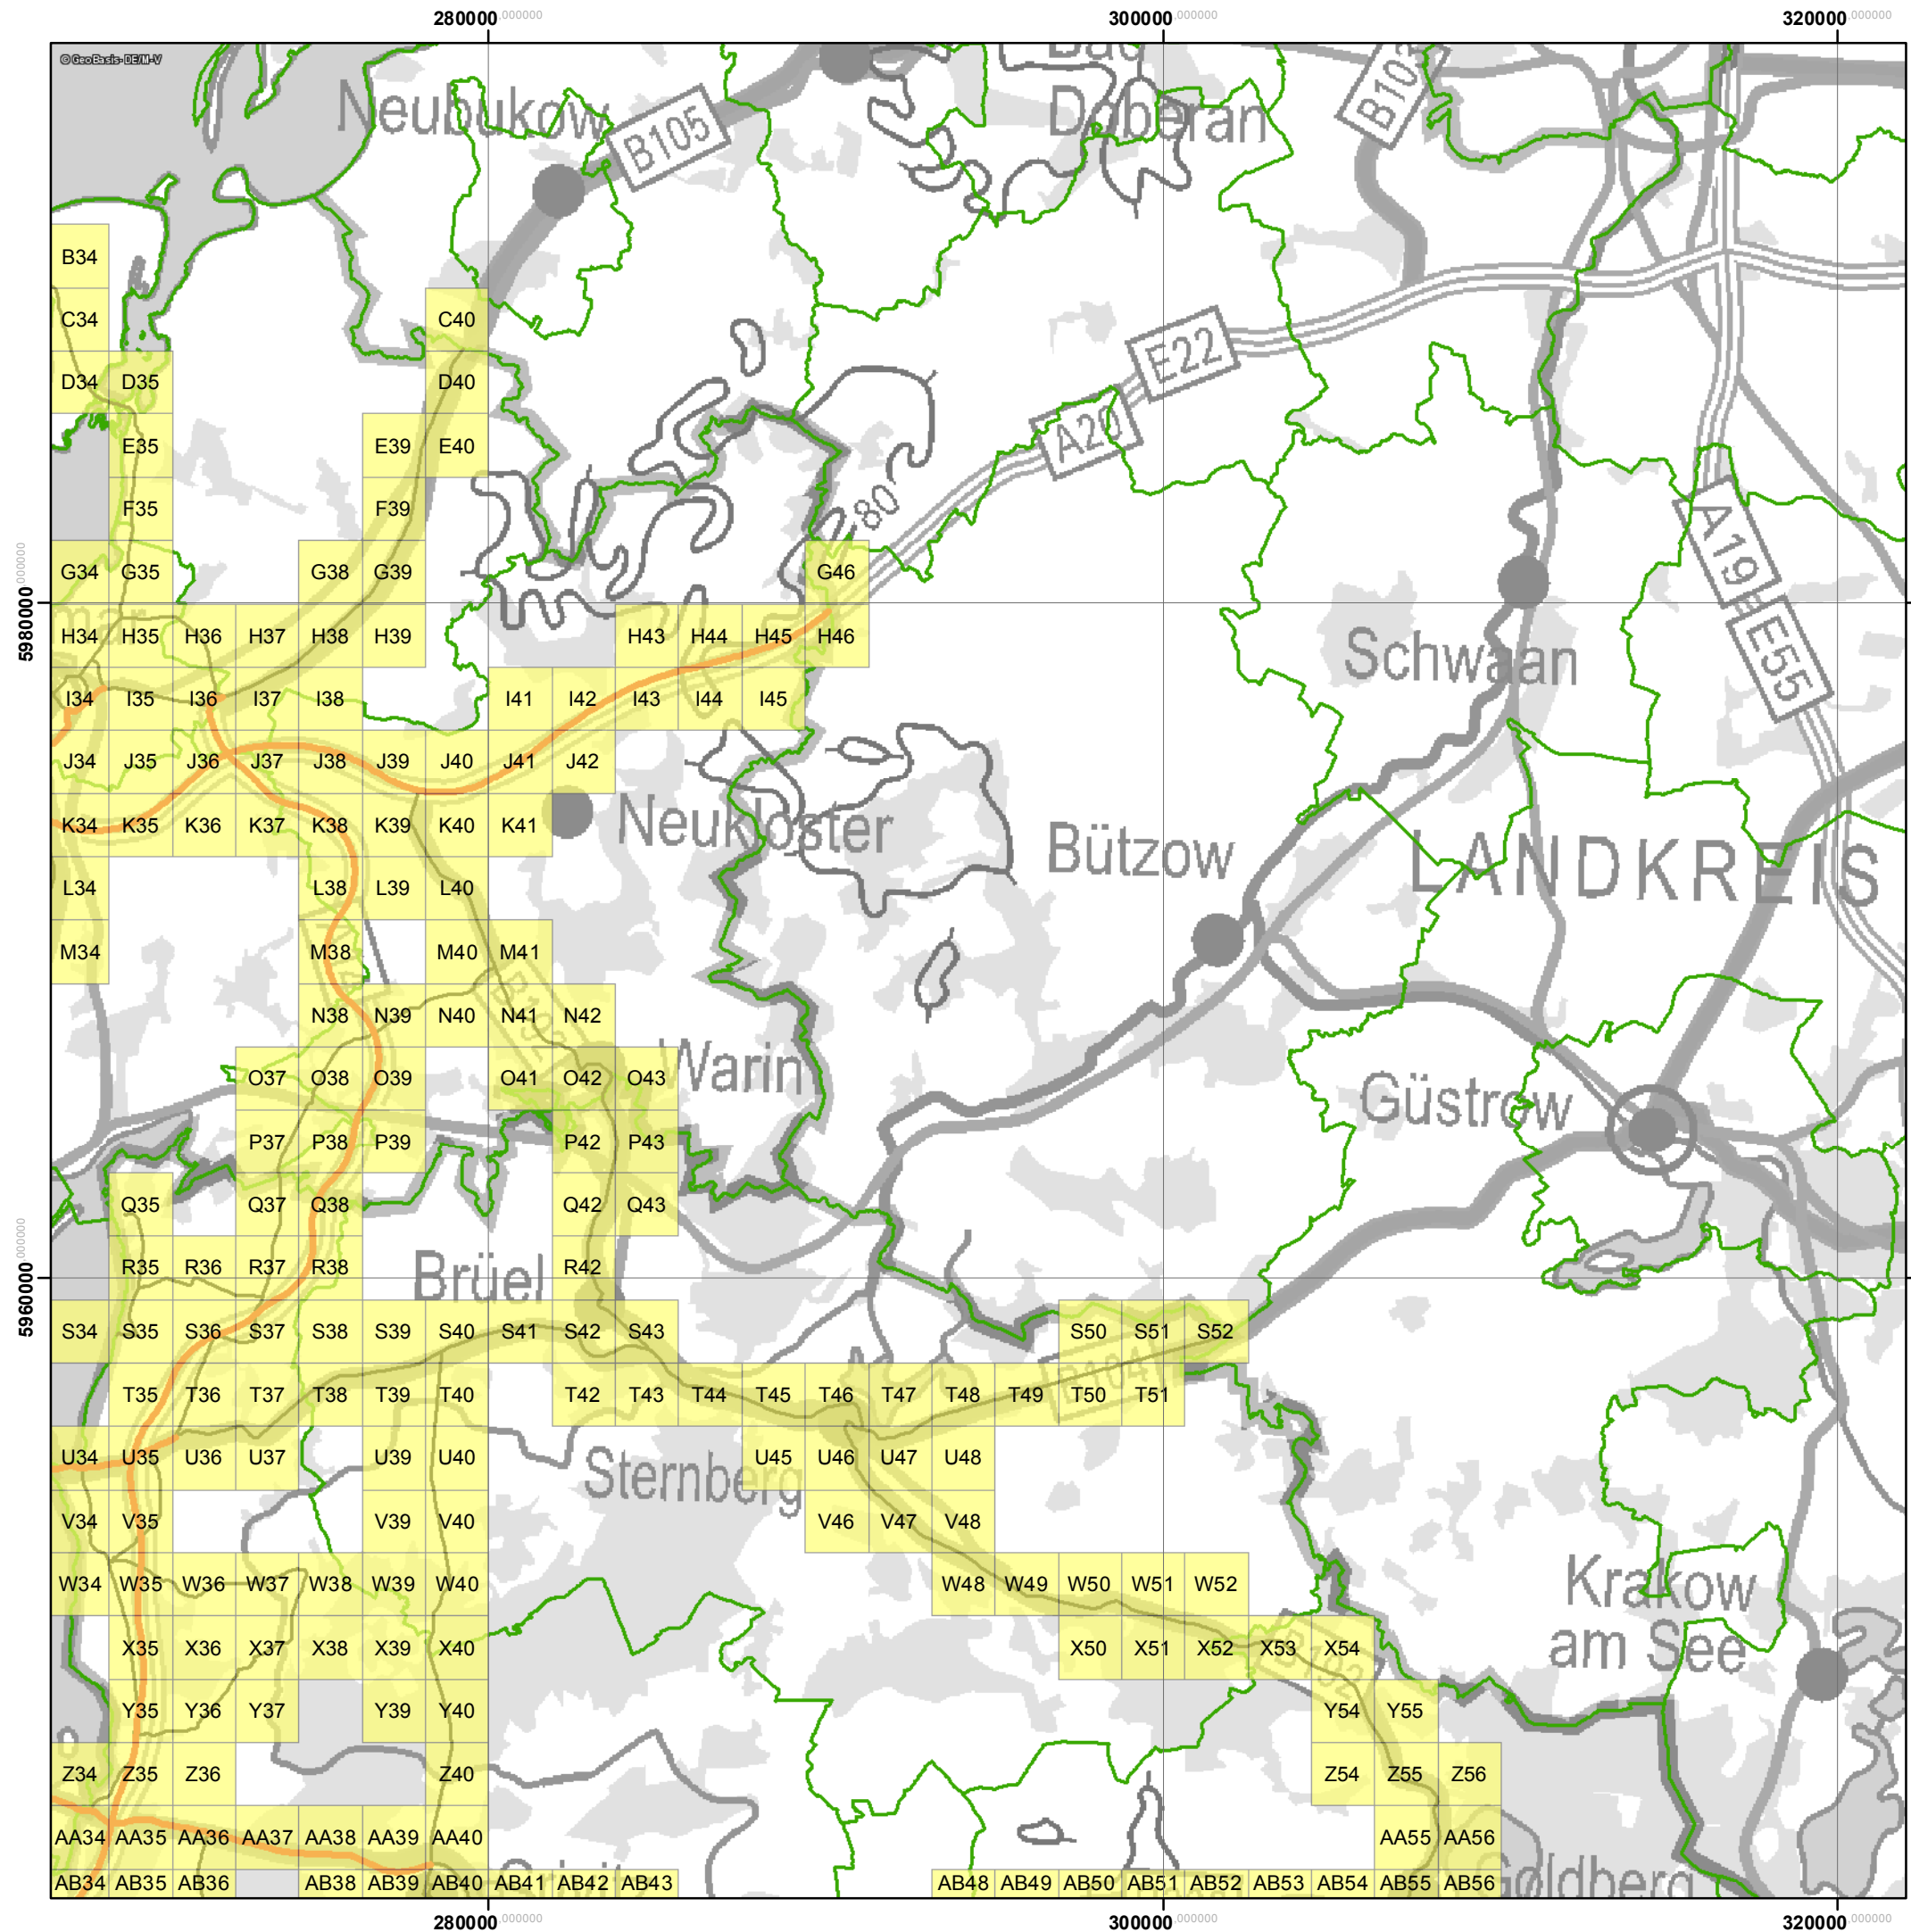 280000.000000 300000.000000 320000.000000
© GeoBasis-DE/M-V
Bad
Neubukow B105 Doberan B103
B34
C34 C40
E22
D34 D35 D40
A20
E35 E39 E40
F35 F39 80
A19
G34 G35 G38 G39 G46
5980000.000000
E55
H34 H35 H36 H37 H38 H39 H43 H44 H45 H46
Schwaan
I34 I35 I36 I37 I38 I41 I42 I43 I44 I45
J34 J35 J36 J37 J38 J39 J40 J41 J42
K34 K35 K36 K37 K38 K39 K40 K41 Neukloster
Bützow LANDKREIS
L34 L38 L39 L40
M34 M38 M40 M41
N38 N39 N40 N41 N42
Warin
O37 O38 O39 O41 O42 O43
Güstrow
P37 P38 P39 P42 P43
Q35 Q37 Q38 Q42 Q43
R35 R36 R37 R38 Brüel R42
5960000.000000
S34 S35 S36 S37 S38 S39 S40 S41 S42 S43 S50 S51 S52
B104
T35 T36 T37 T38 T39 T40 T42 T43 T44 T45 T46 T47 T48 T49 T50 T51
U34 U35 U36 U37 U39 U40 Sternberg U45 U46 U47 U48
V34 V35 V39 V40 V46 V47 V48
W34 W35 W36 W37 W38 W39 W40 W48 W49 W50 W51 W52
Krakow
am See
X35 X36 X37 X38 X39 X40 X50 X51 X52 X53 X54
B192
Y35 Y36 Y37 Y39 Y40 Y54 Y55
Z34 Z35 Z36 Z40 Z54 Z55 Z56
AA34 AA35 AA36 AA37 AA38 AA39 AA40 AA55 AA56
Goldberg
AB34 AB35 AB36 AB38 AB39 AB40 AB41 AB42 AB43 AB48 AB49 AB50 AB51 AB52 AB53 AB54 AB55 AB56
280000.000000 300000.000000 320000.000000